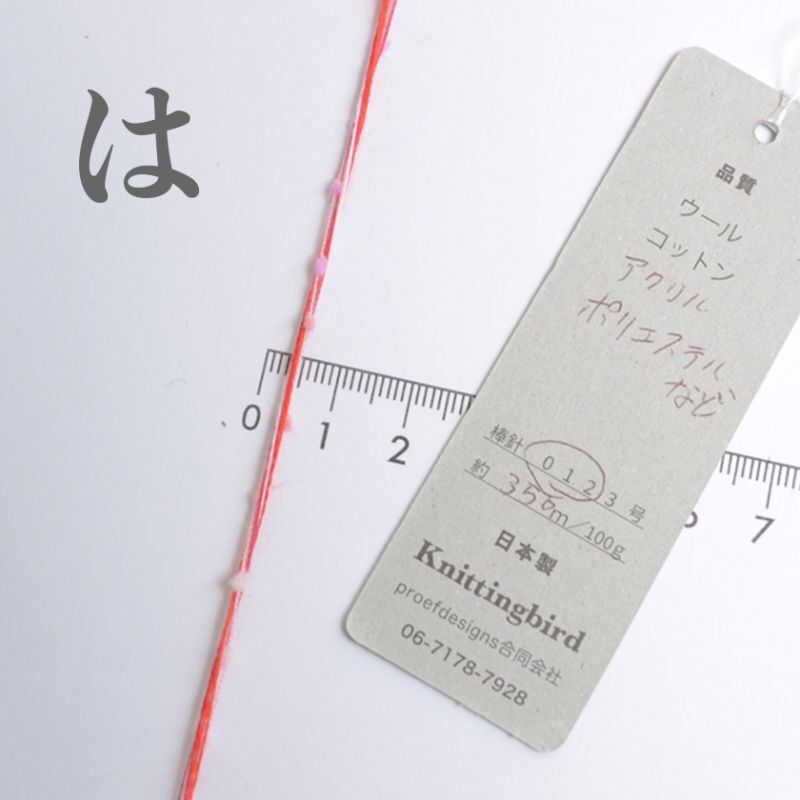 は
品質
ウール
コットン
アクリル
ポリエステル
など
棒針 0 1 2 3 号
約 350m/100g
日本製
Knittingbird
proefdesigns合同会社
06-7178-7928
0 1 2 7